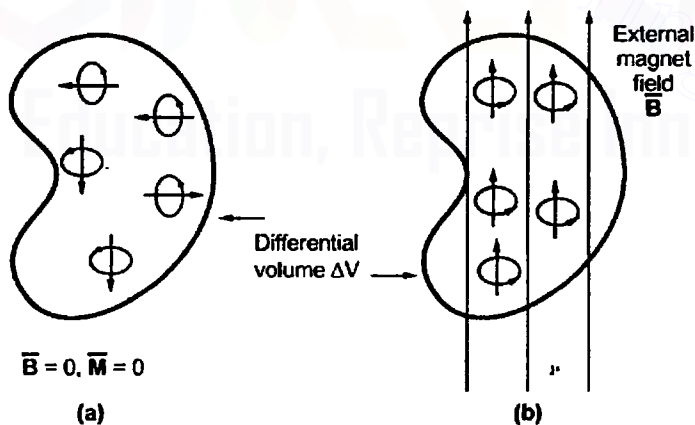 External
magnet
field
B̅
Differential
volume ΔV
B̅ = 0, M̅ = 0
(a)
(b)